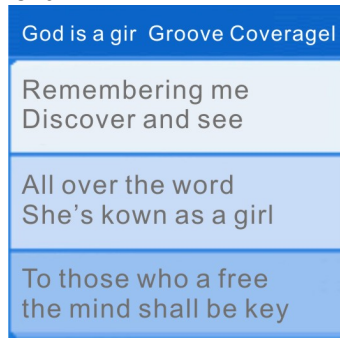 God is a gir Groove Coveragel
Remembering me
Discover and see
All over the word
She's kown as a girl
To those who a free
the mind shall be key